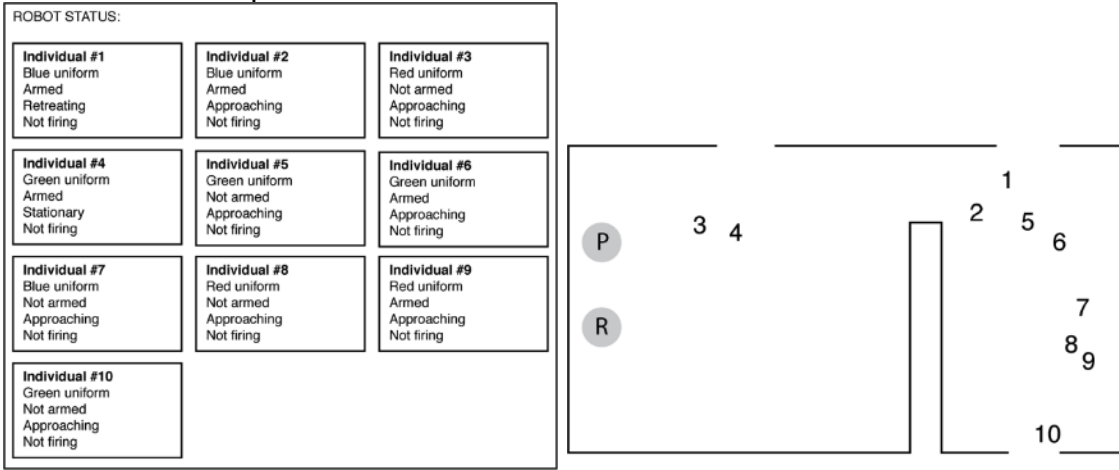 ROBOT STATUS:
Individual #1
Blue uniform
Armed
Retreating
Not firing
Individual #2
Blue uniform
Armed
Approaching
Not firing
Individual #3
Red uniform
Not armed
Approaching
Not firing
Individual #4
Green uniform
Armed
Stationary
Not firing
Individual #5
Green uniform
Not armed
Approaching
Not firing
Individual #6
Green uniform
Armed
Approaching
Not firing
Individual #7
Blue uniform
Not armed
Approaching
Not firing
Individual #8
Red uniform
Not armed
Approaching
Not firing
Individual #9
Red uniform
Armed
Approaching
Not firing
Individual #10
Green uniform
Not armed
Approaching
Not firing
1
2
5
3
4
P
6
7
R
8
9
10